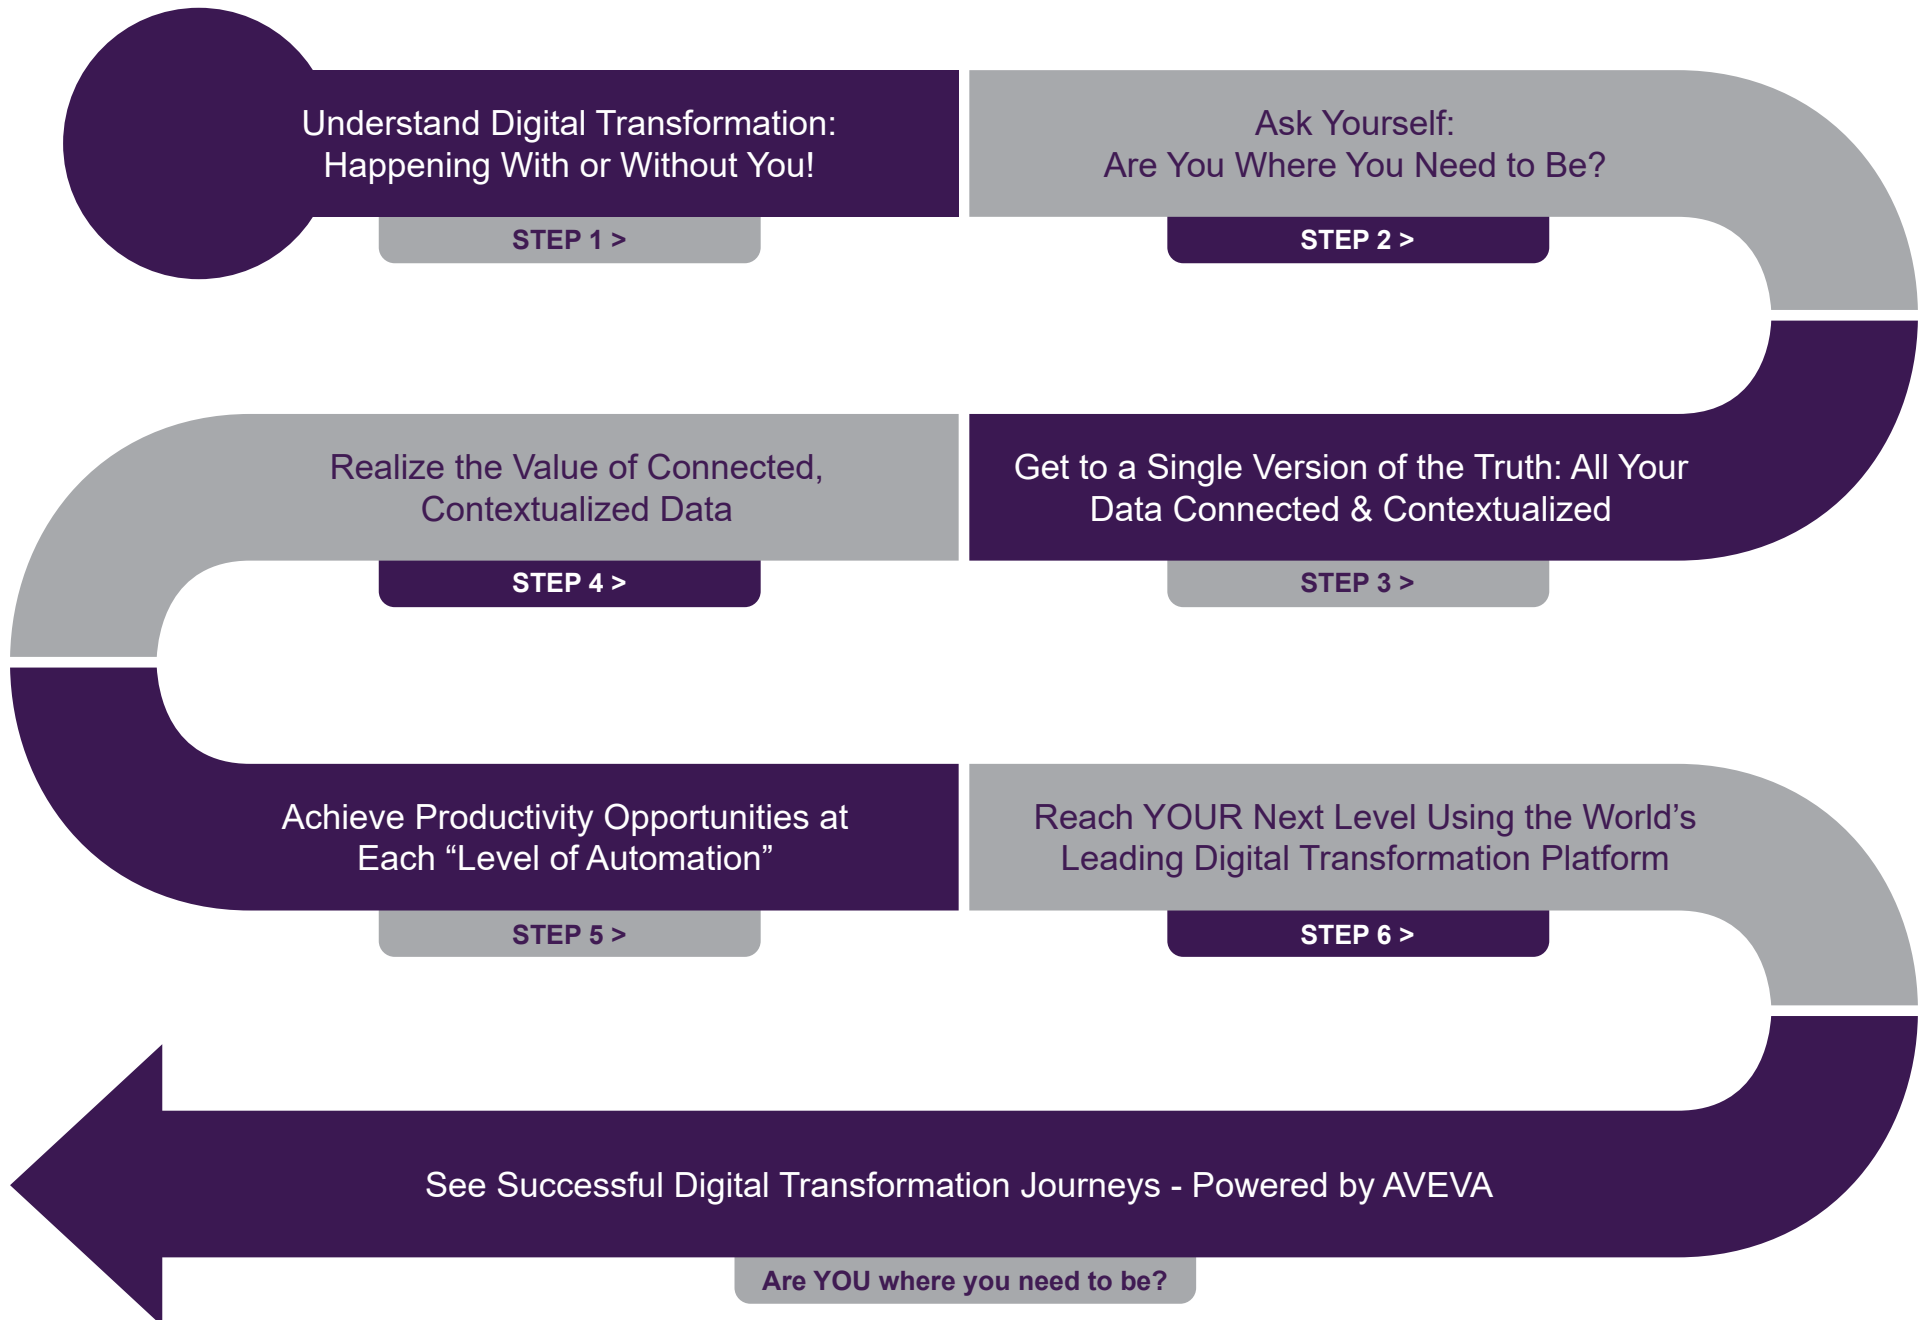 Understand Digital Transformation:
Happening With or Without You!
STEP 1 >
Ask Yourself:
Are You Where You Need to Be?
STEP 2 >
Get to a Single Version of the Truth: All Your
Data Connected & Contextualized
STEP 3 >
Realize the Value of Connected,
Contextualized Data
STEP 4 >
Achieve Productivity Opportunities at
Each “Level of Automation”
STEP 5 >
Reach YOUR Next Level Using the World’s
Leading Digital Transformation Platform
STEP 6 >
See Successful Digital Transformation Journeys - Powered by AVEVA
Are YOU where you need to be?